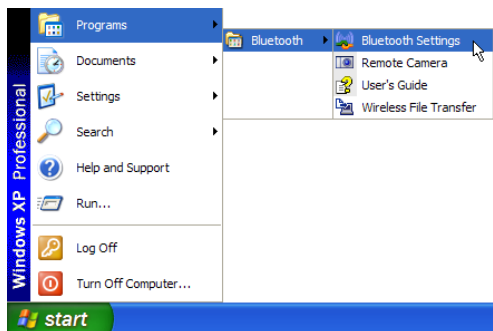 Programs
Documents
Settings
Search
Help and Support
Run...
Log Off
Turn Off Computer...
Windows XP Professional
start
Bluetooth
Bluetooth Settings
Remote Camera
User's Guide
Wireless File Transfer